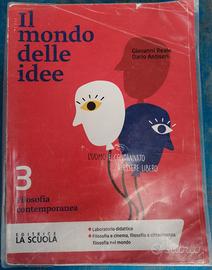 Il
mondo
delle
idee
Giovanni Reale
Dario Antiseri
L'UOMO È CONDANNATO
A ESSERE LIBERO
3
Filosofia
contemporanea
EDITRICE
LA SCUOLA
Laboratorio didattico
Filosofia e cinema, filosofia e cittadinanza,
filosofia nel mondo